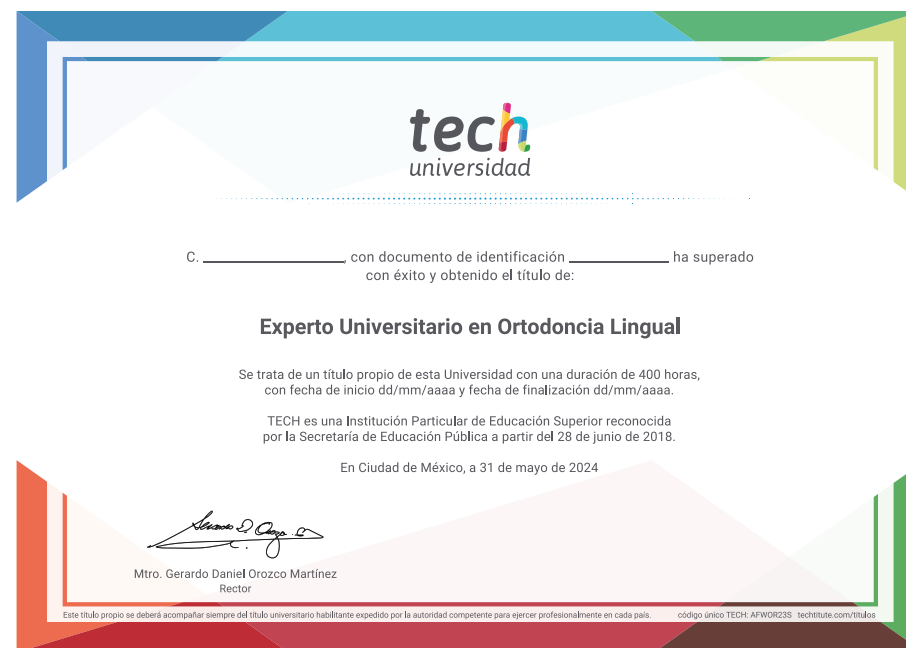 tech
universidad
C. ____________, con documento de identificación ____________ ha superado
con éxito y obtenido el título de:
Experto Universitario en Ortodoncia Lingual
Se trata de un título propio de esta Universidad con una duración de 400 horas,
con fecha de inicio dd/mm/aaaa y fecha de finalización dd/mm/aaaa.
TECH es una Institución Particular de Educación Superior reconocida
por la Secretaría de Educación Pública a partir del 28 de junio de 2018.
En Ciudad de México, a 31 de mayo de 2024
Mtro. Gerardo Daniel Orozco Martínez
Rector
Este título propio se deberá acompañar siempre del título universitario habilitante expedido por la autoridad competente para ejercer profesionalmente en cada país. código único TECH: AFWOR23S techtitute.com/titulos